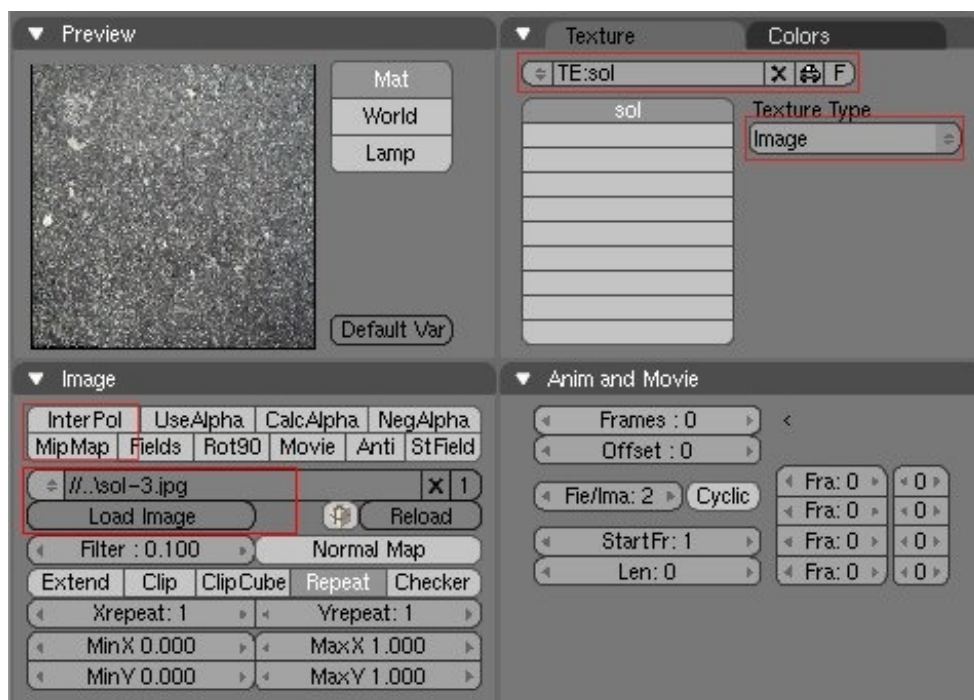 Preview
Mat
World
Lamp
Default Var
Texture Colors
TE:sol X F
sol
Texture Type
Image
Image
InterPol UseAlpha CalcAlpha NegAlpha
MipMap Fields Rot90 Movie Anti StField
//..\sol-3.jpg X 1
Load Image Reload
Filter : 0.100 Normal Map
Extend Clip ClipCube Repeat Checker
Xrepeat: 1 Yrepeat: 1
MinX 0.000 MaxX 1.000
MinY 0.000 MaxY 1.000
Anim and Movie
Frames : 0 <
Offset : 0
Fie/Ima: 2 Cyclic
StartFr: 1
Len: 0
Fra: 0 0
Fra: 0 0
Fra: 0 0
Fra: 0 0